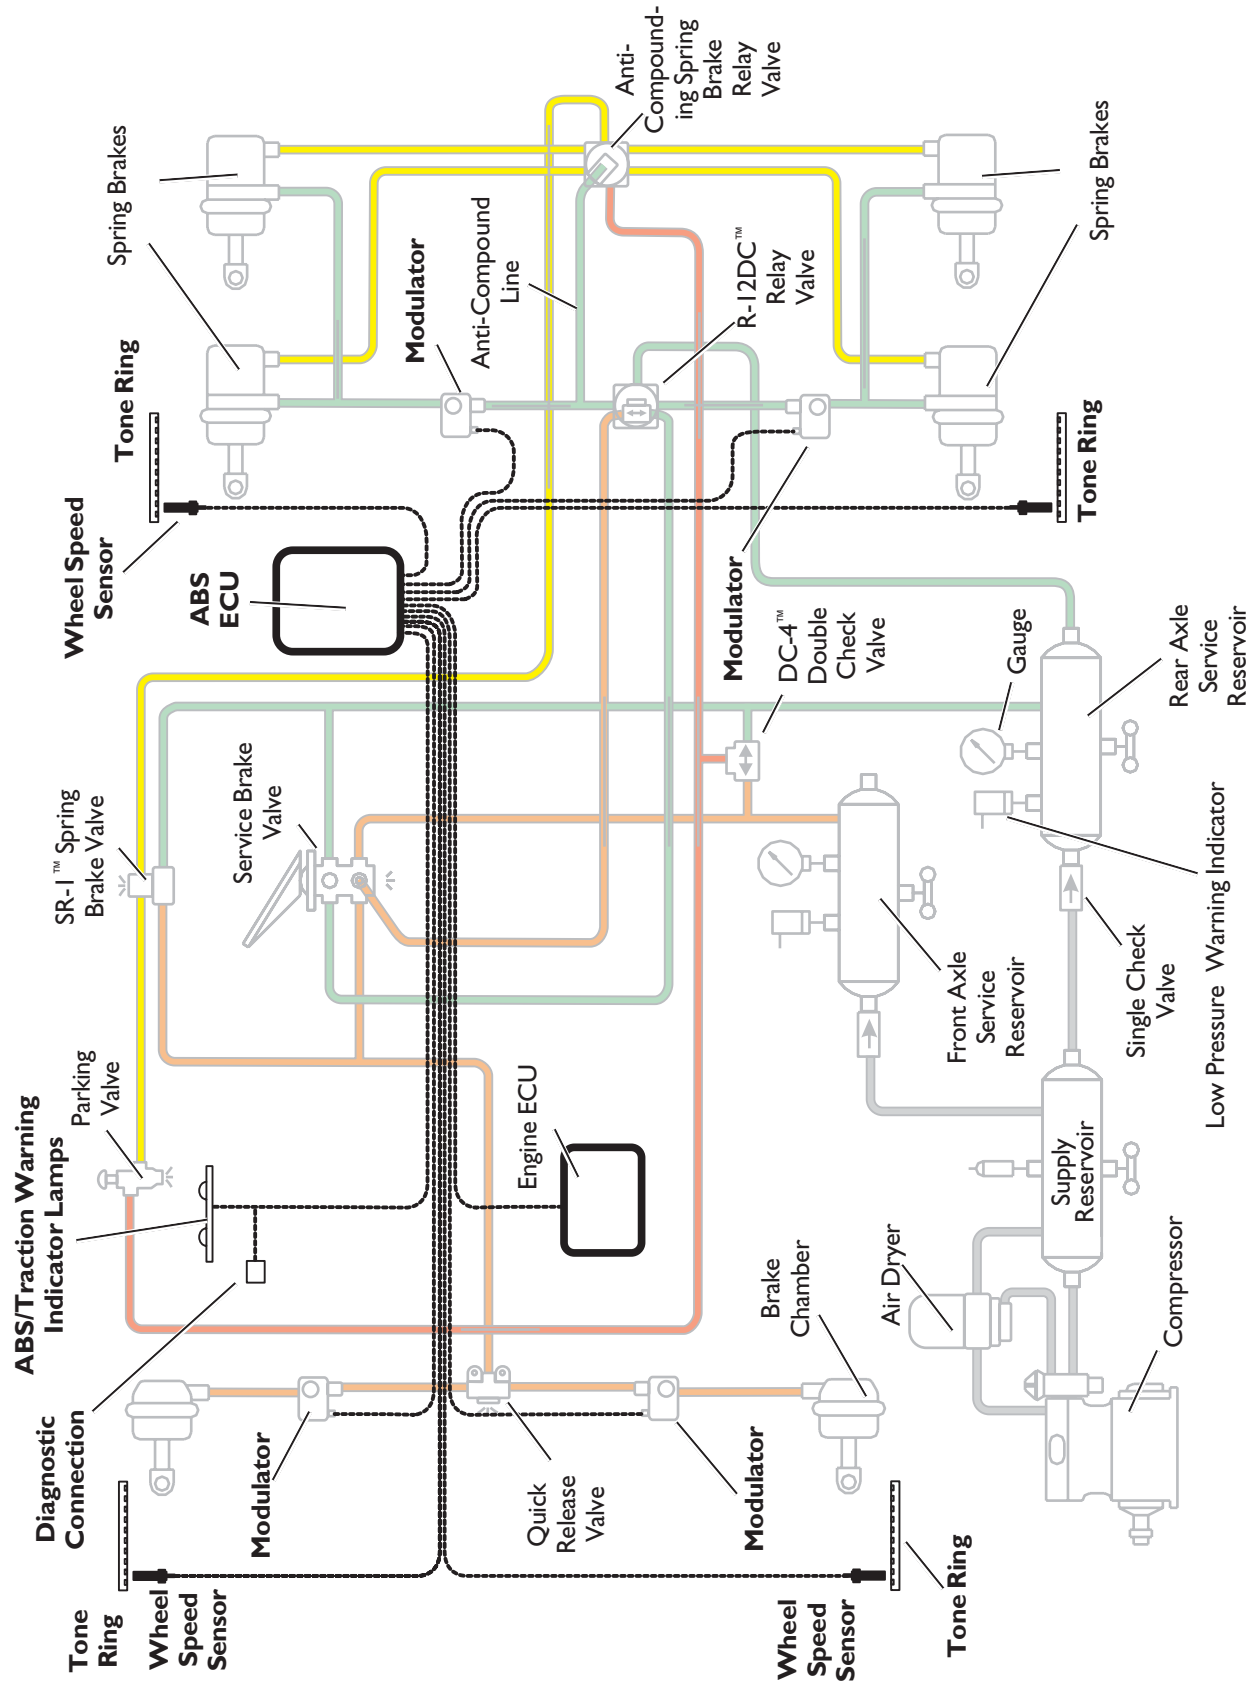 Tone
Ring
Wheel
Speed
Sensor
Diagnostic
Connection
ABS/Traction Warning
Indicator Lamps
Parking
Valve
SR-1™ Spring
Brake Valve
Service Brake
Valve
Wheel Speed
Sensor
ABS
ECU
Tone Ring
Spring Brakes
Modulator
Anti-Compound
Line
Anti-
Compound-
ing Spring
Brake
Relay
Valve
R-12DC™
Relay
Valve
Spring Brakes
Tone Ring
Modulator
DC-4™
Double
Check
Valve
Gauge
Rear Axle
Service
Reservoir
Low Pressure Warning Indicator
Single Check
Valve
Front Axle
Service
Reservoir
Engine ECU
Supply
Reservoir
Air Dryer
Compressor
Brake
Chamber
Modulator
Quick
Release
Valve
Modulator
Wheel
Speed
Sensor
Tone Ring